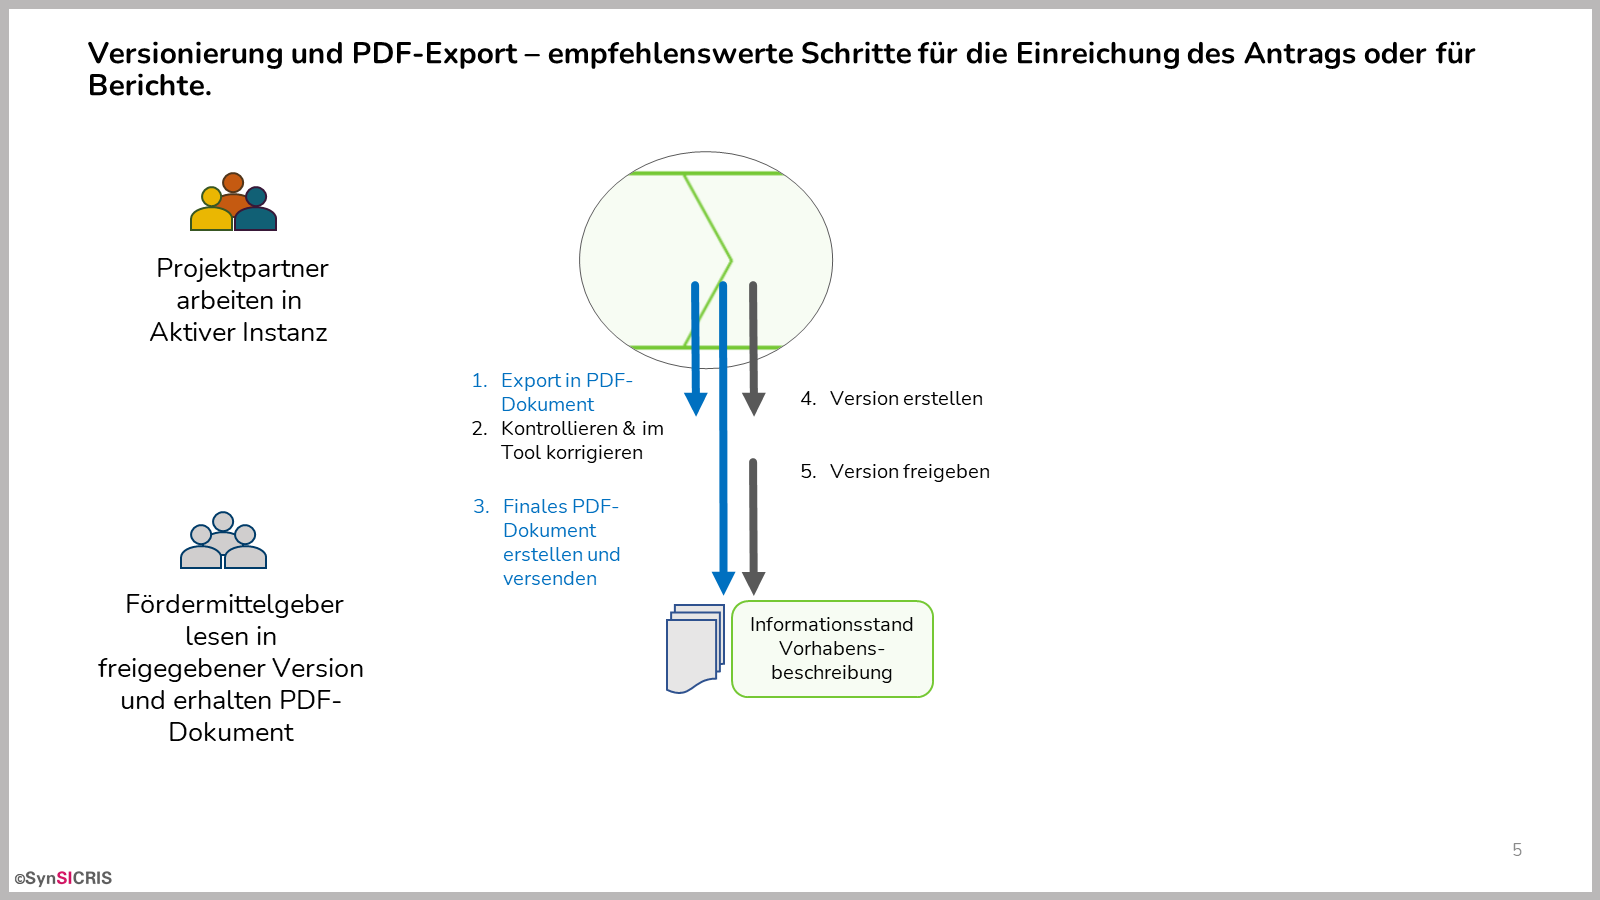 Versionierung und PDF-Export – empfehlenswerte Schritte für die Einreichung des Antrags oder für
Berichte.
Projektpartner
arbeiten in
Aktiver Instanz
1. Export in PDF-
Dokument
2. Kontrollieren & im
Tool korrigieren
3. Finales PDF-
Dokument
erstellen und
versenden
4. Version erstellen
5. Version freigeben
Fördermittelgeber
lesen in
freigegebener Version
und erhalten PDF-
Dokument
Informationsstand
Vorhabens-
beschreibung
5
©SynSICRIS